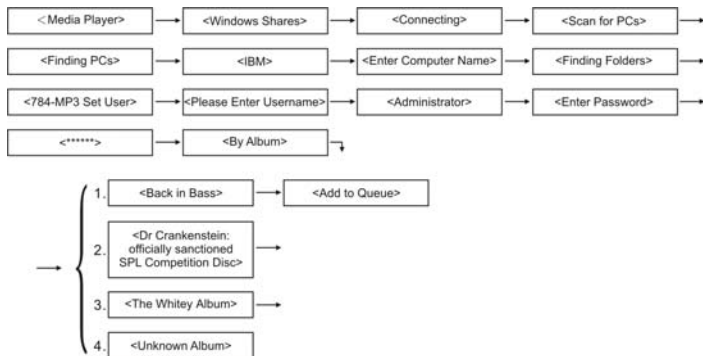 <Media Player> <Windows Shares> <Connecting> <Scan for PCs>
<Finding PCs> <IBM> <Enter Computer Name> <Finding Folders>
<784-MP3 Set User> <Please Enter Username> <Administrator> <Enter Password>
<******> <By Album>
1. <Back in Bass> <Add to Queue>
2. <Dr Crankenstein:
officially sanctioned
SPL Competition Disc>
3. <The Whitey Album>
4. <Unknown Album>